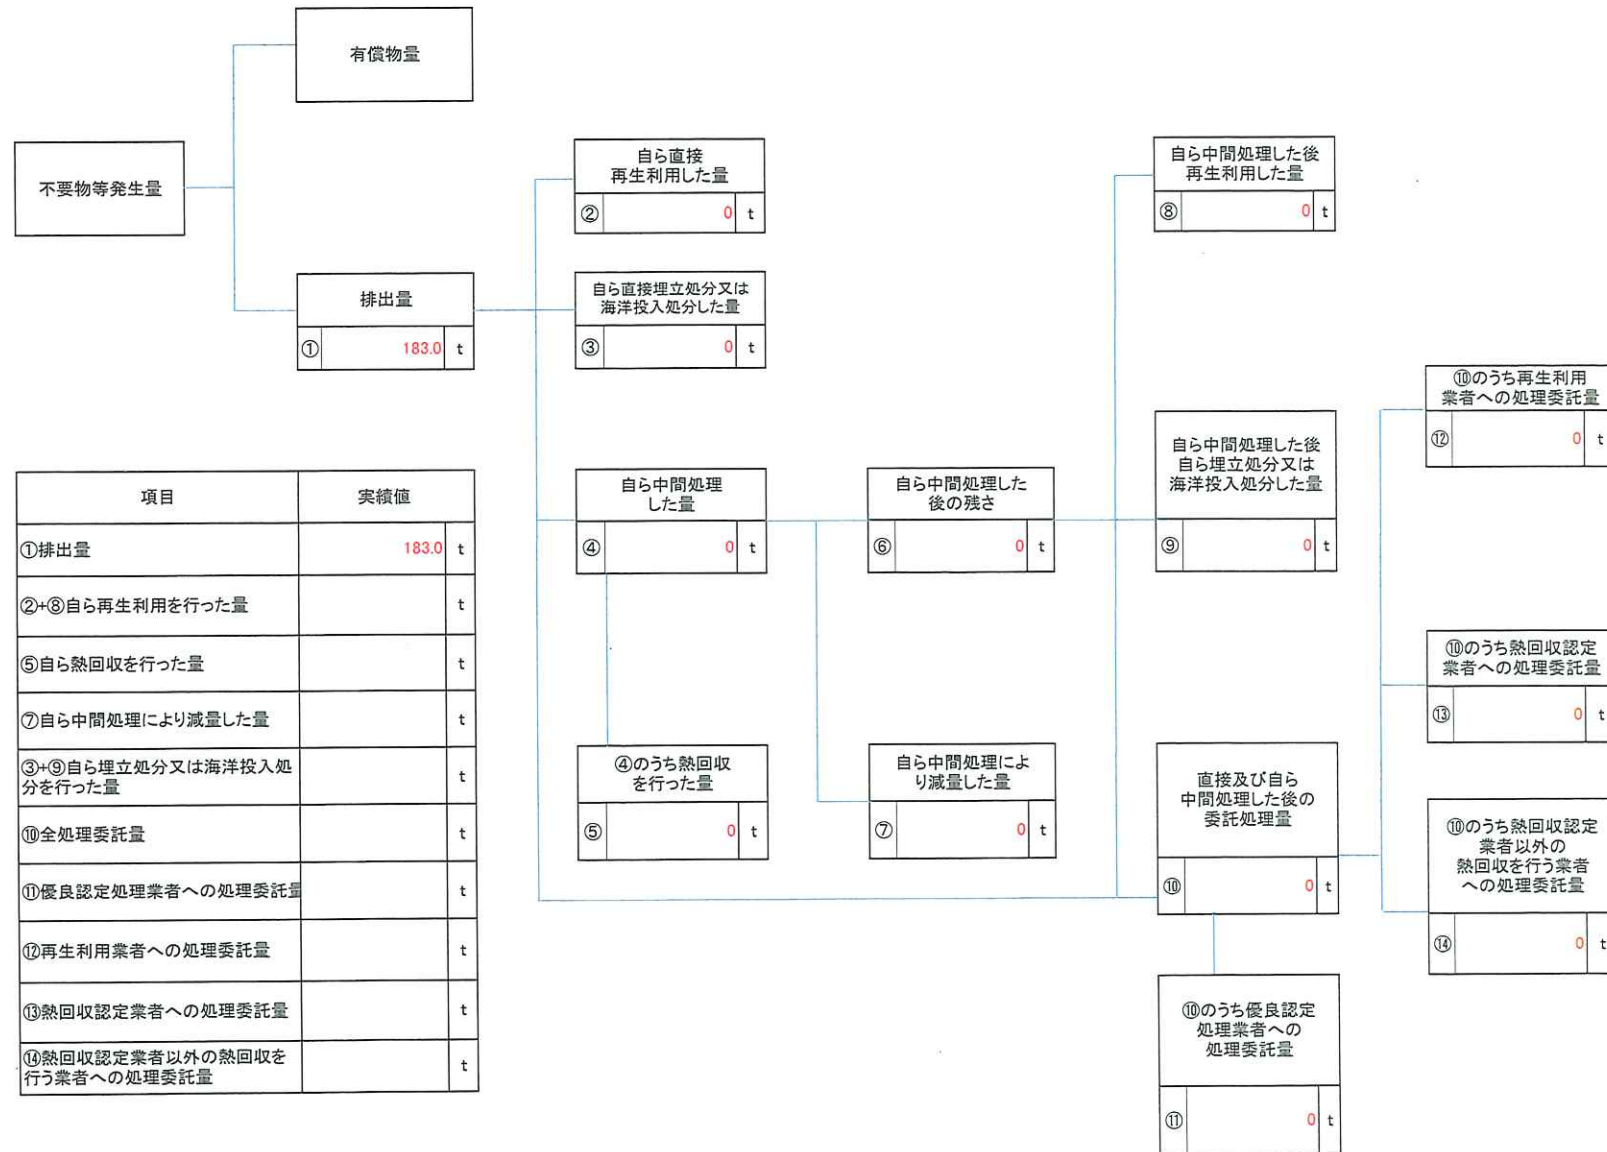 有償物量
不要物等発生量
排出量
① 183.0 t
自ら直接
再生利用した量
② 0 t
自ら直接埋立処分又は
海洋投入処分した量
③ 0 t
自ら中間処理
した量
④ 0 t
④のうち熱回収
を行った量
⑤ 0 t
自ら中間処理した
後の残さ
⑥ 0 t
自ら中間処理によ
り減量した量
⑦ 0 t
自ら中間処理した後
再生利用した量
⑧ 0 t
自ら中間処理した後
自ら埋立処分又は
海洋投入処分した量
⑨ 0 t
直接及び自ら
中間処理した後の
委託処理量
⑩ 0 t
⑩のうち優良認定
処理業者への
処理委託量
⑪ 0 t
⑩のうち再生利用
業者への処理委託量
⑫ 0 t
⑩のうち熱回収認定
業者への処理委託量
⑬ 0 t
⑩のうち熱回収認定
業者以外の
熱回収を行う業者
への処理委託量
⑭ 0 t
項目 実績値
①排出量 183.0 t
②+⑧自ら再生利用を行った量 t
⑤自ら熱回収を行った量 t
⑦自ら中間処理により減量した量 t
③+⑨自ら埋立処分又は海洋投入処
分を行った量 t
⑩全処理委託量 t
⑪優良認定処理業者への処理委託量 t
⑫再生利用業者への処理委託量 t
⑬熱回収認定業者への処理委託量 t
⑭熱回収認定業者以外の熱回収を
行う業者への処理委託量 t